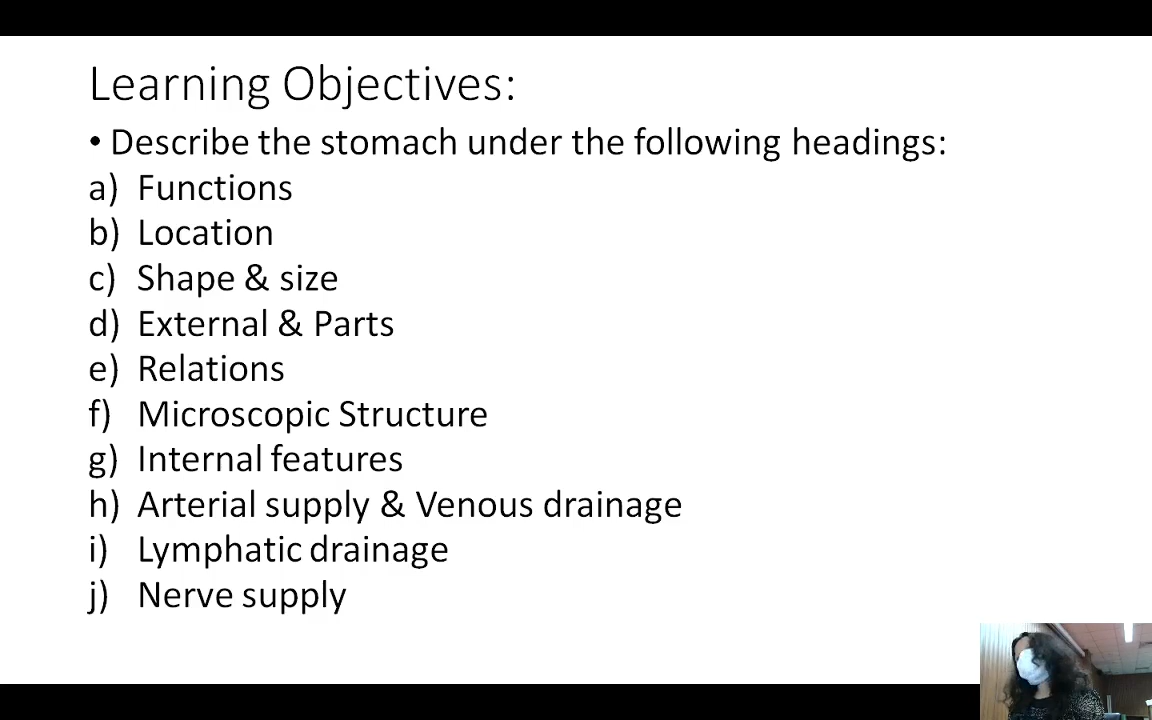 Learning Objectives:
• Describe the stomach under the following headings:
a) Functions
b) Location
c) Shape & size
d) External & Parts
e) Relations
f) Microscopic Structure
g) Internal features
h) Arterial supply & Venous drainage
i) Lymphatic drainage
j) Nerve supply